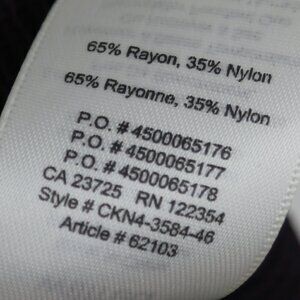 65% Rayon, 35% Nylon
65% Rayonne, 35% Nylon
P.O. # 4500065176
P.O. # 4500065177
P.O. # 4500065178
CA 23725 RN 122354
Style # CKN4-3584-46
Article # 62103